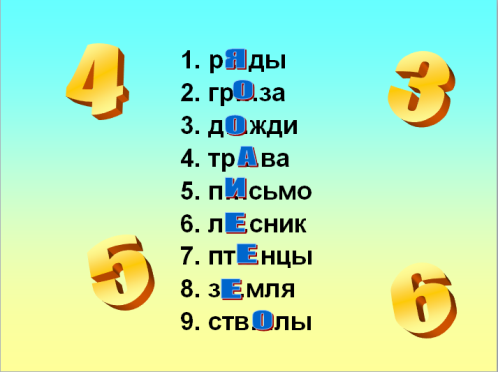 4
3
1. рЯды
2. грОза
3. дОжди
4. трАва
5. пИсьмо
6. лЕсник
7. птЕнцы
8. зЕмля
9. ствОлы
5
6